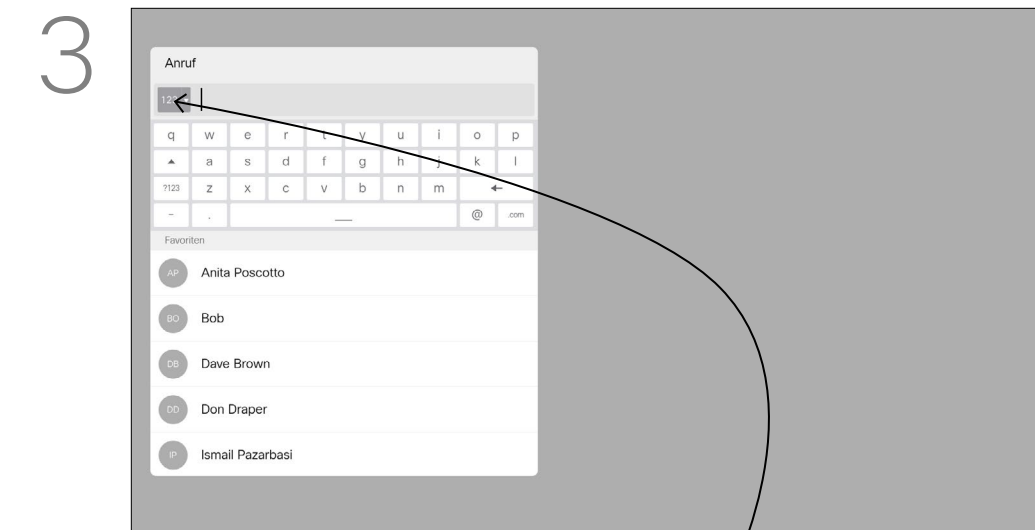 3
Anruf
q w e r t y u i o p
a s d f g h j k l
?123 z x c v b n m
- . @ .com
Favoriten
AP Anita Poscotto
BO Bob
DB Dave Brown
DD Don Draper
IP Ismail Pazarbasi